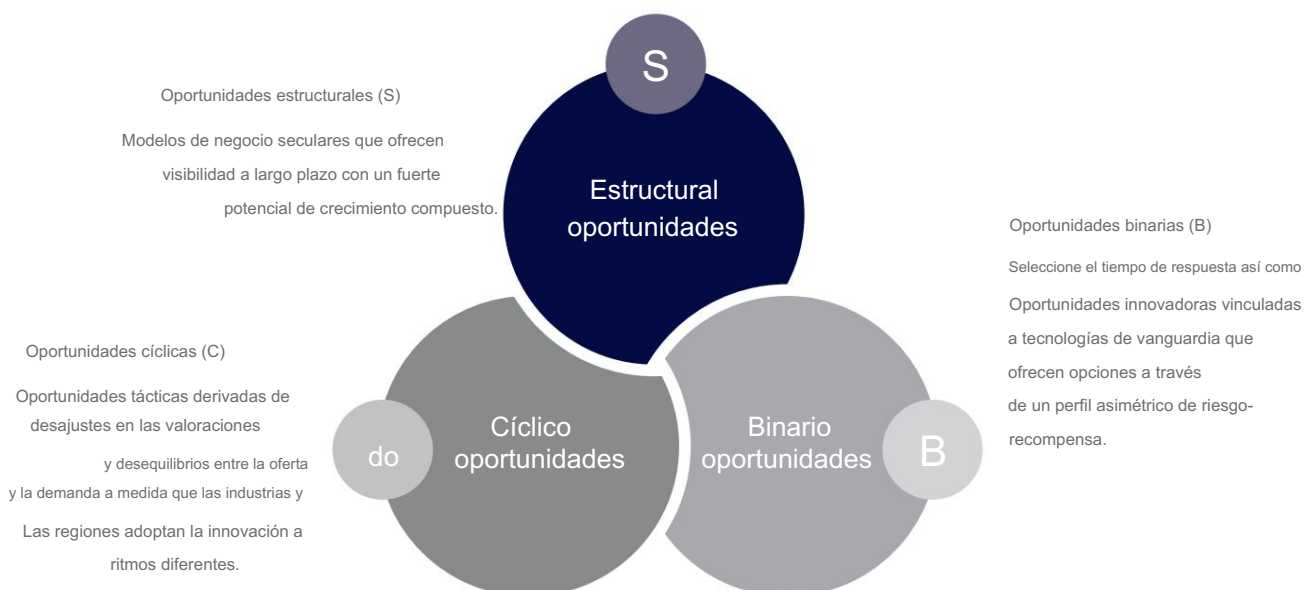 S
Oportunidades estructurales (S)
Modelos de negocio seculares que ofrecen
visibilidad a largo plazo con un fuerte
potencial de crecimiento compuesto.
Estructural
oportunidades
Oportunidades binarias (B)
Seleccione el tiempo de respuesta así como
Oportunidades innovadoras vinculadas
a tecnologías de vanguardia que
ofrecen opciones a través
de un perfil asimétrico de riesgo-
recompensa.
Oportunidades cíclicas (C)
Oportunidades tácticas derivadas de
desajustes en las valoraciones
y desequilibrios entre la oferta
y la demanda a medida que las industrias y
Las regiones adoptan la innovación a
ritmos diferentes.
do
Cíclico
oportunidades
Binario
oportunidades
B